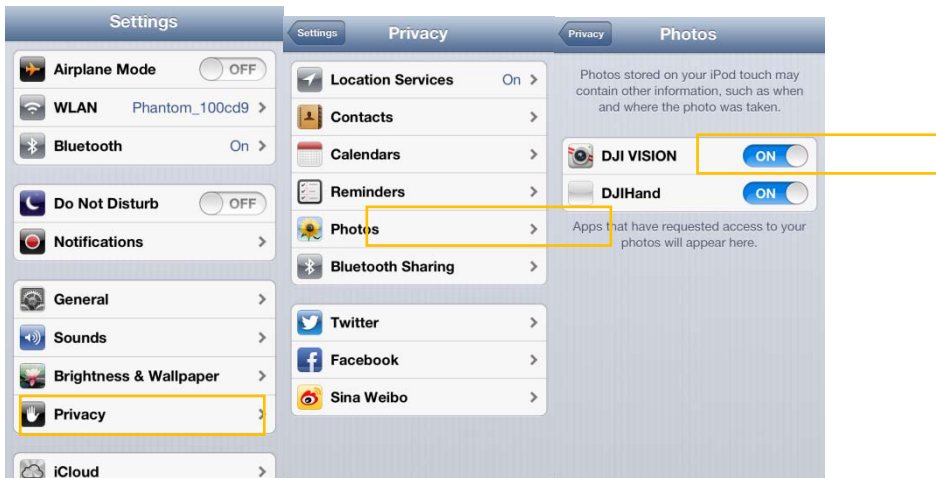 Settings
Airplane Mode OFF
WLAN Phantom_100cd9
Bluetooth On
Do Not Disturb OFF
Notifications
General
Sounds
Brightness & Wallpaper
Privacy
iCloud
Settings Privacy
Location Services On
Contacts
Calendars
Reminders
Photos
Bluetooth Sharing
Twitter
Facebook
Sina Weibo
Privacy Photos
Photos stored on your iPod touch may
contain other information, such as when
and where the photo was taken.
DJI VISION ON
DJIHand ON
Apps that have requested access to your
photos will appear here.